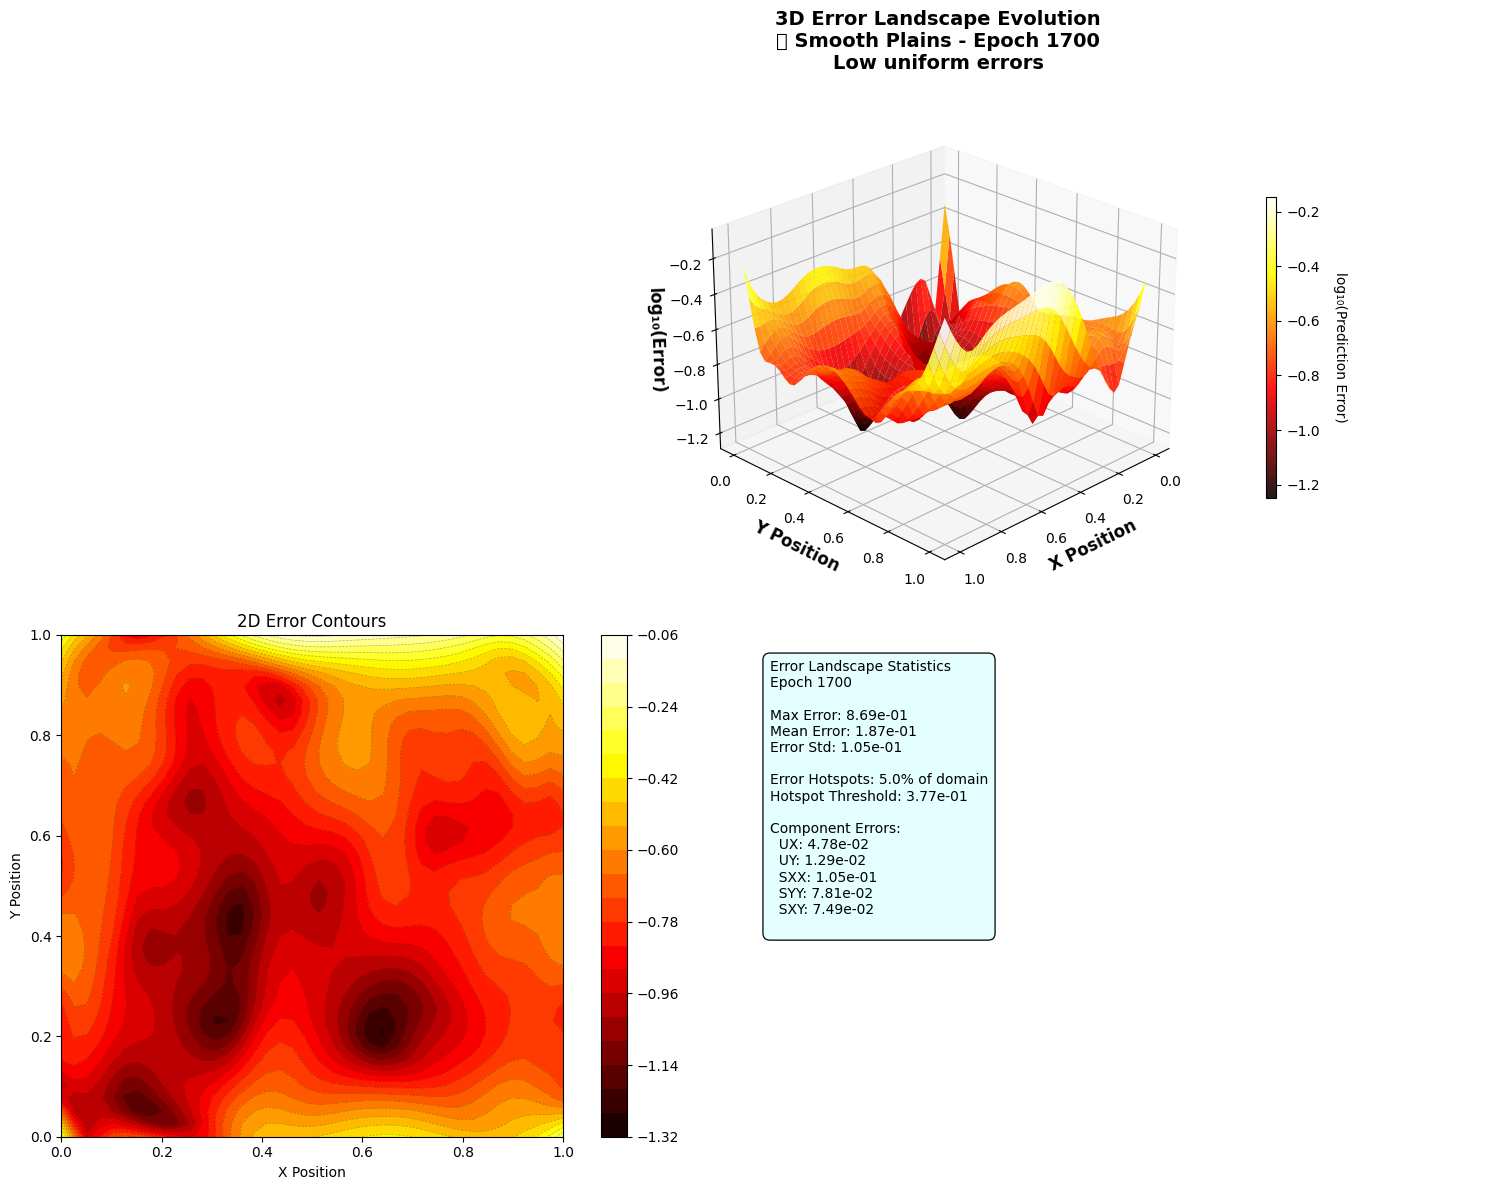 3D Error Landscape Evolution
Smooth Plains - Epoch 1700
Low uniform errors
−0.2
−0.4
−0.6
−0.8
−1.0
−1.2
log₁₀(Error)
0.0
0.2
0.4
0.6
0.8
1.0
Y Position
0.0
0.2
0.4
0.6
0.8
1.0
X Position
−0.2
−0.4
−0.6
−0.8
−1.0
−1.2
log₁₀(Prediction Error)
2D Error Contours
1.0
0.8
0.6
0.4
0.2
0.0
Y Position
0.0 0.2 0.4 0.6 0.8 1.0
X Position
−0.06
−0.24
−0.42
−0.60
−0.78
−0.96
−1.14
−1.32
Error Landscape Statistics
Epoch 1700
Max Error: 8.69e-01
Mean Error: 1.87e-01
Error Std: 1.05e-01
Error Hotspots: 5.0% of domain
Hotspot Threshold: 3.77e-01
Component Errors:
UX: 4.78e-02
UY: 1.29e-02
SXX: 1.05e-01
SYY: 7.81e-02
SXY: 7.49e-02